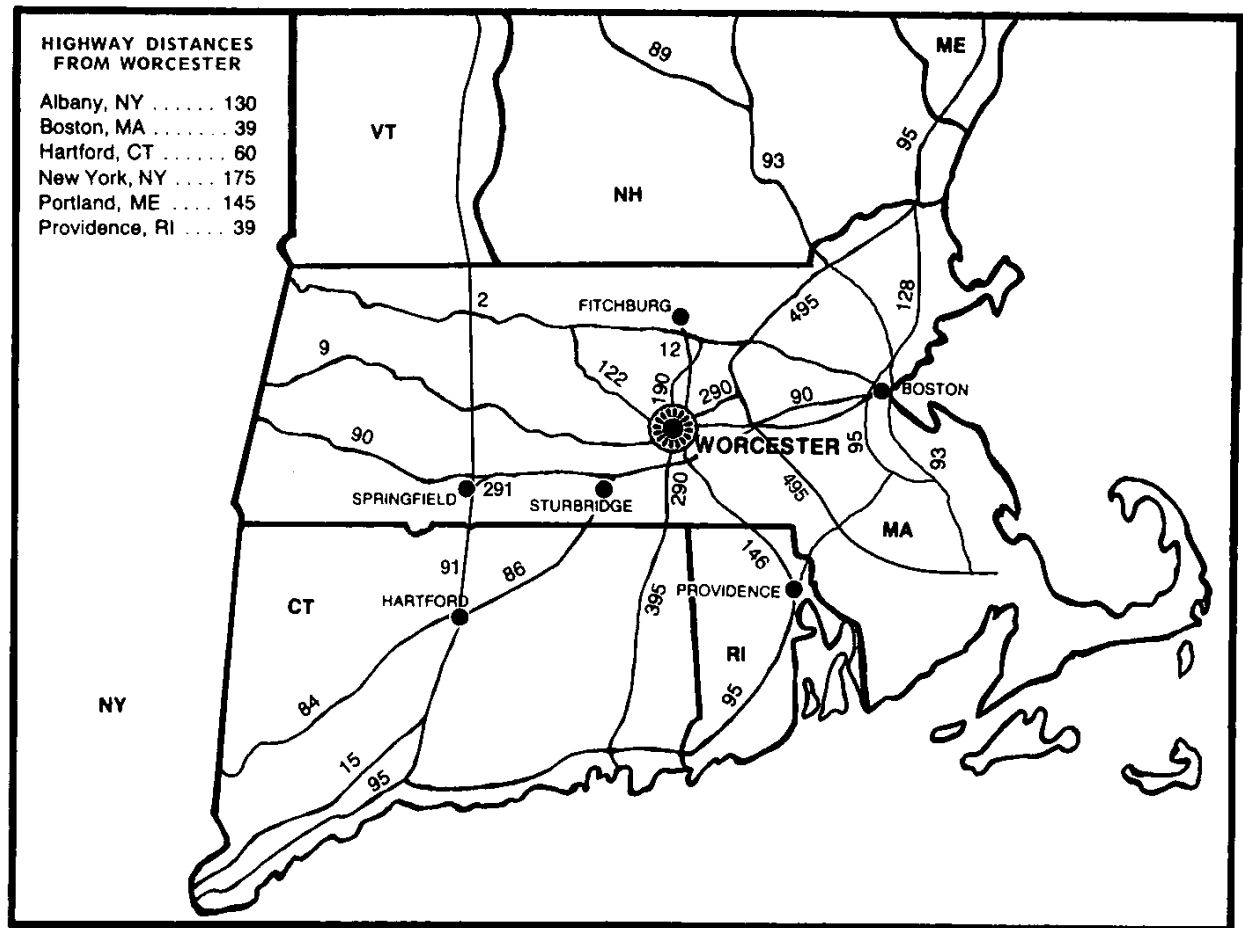 HIGHWAY DISTANCES
FROM WORCESTER
Albany, NY ...... 130
Boston, MA ....... 39
Hartford, CT ...... 60
New York, NY .... 175
Portland, ME .... 145
Providence, RI .... 39
ME
89
VT
95
93
NH
2
FITCHBURG
495
128
9
12
122
190
290
90
BOSTON
90
WORCESTER
95
93
SPRINGFIELD
291
STURBRIDGE
290
495
MA
146
91
86
CT
HARTFORD
395
PROVIDENCE
RI
NY
84
95
15
95